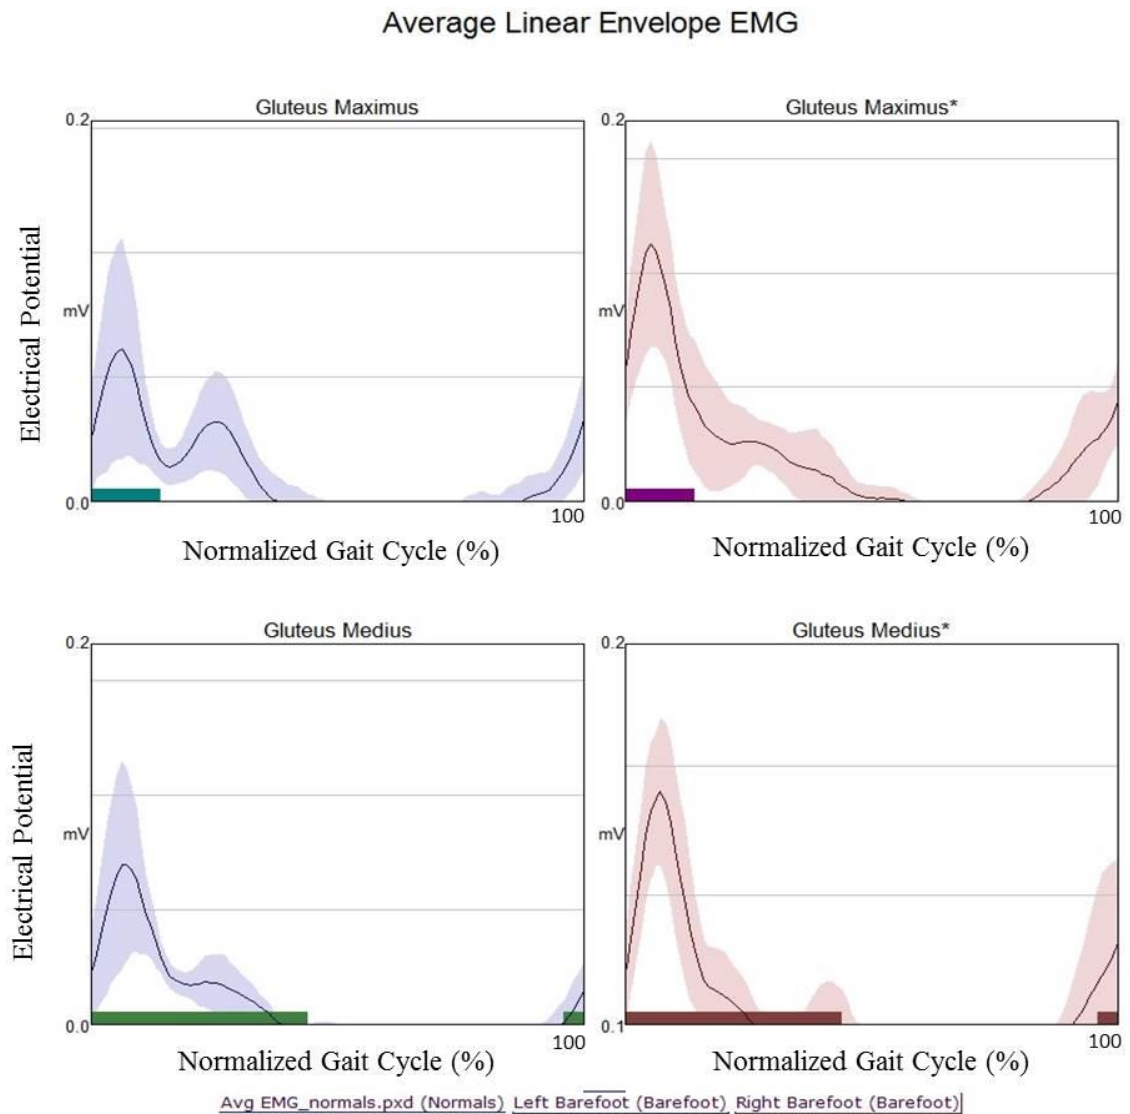 Average Linear Envelope EMG
Gluteus Maximus
Gluteus Maximus*
0.2
0.2
Electrical Potential
mV
mV
0.0
0.0
100
100
Normalized Gait Cycle (%)
Normalized Gait Cycle (%)
Gluteus Medius
Gluteus Medius*
0.2
0.2
Electrical Potential
mV
mV
0.0
0.1
100
100
Normalized Gait Cycle (%)
Normalized Gait Cycle (%)
Avg EMG_normals.pxd (Normals) Left Barefoot (Barefoot) Right Barefoot (Barefoot)